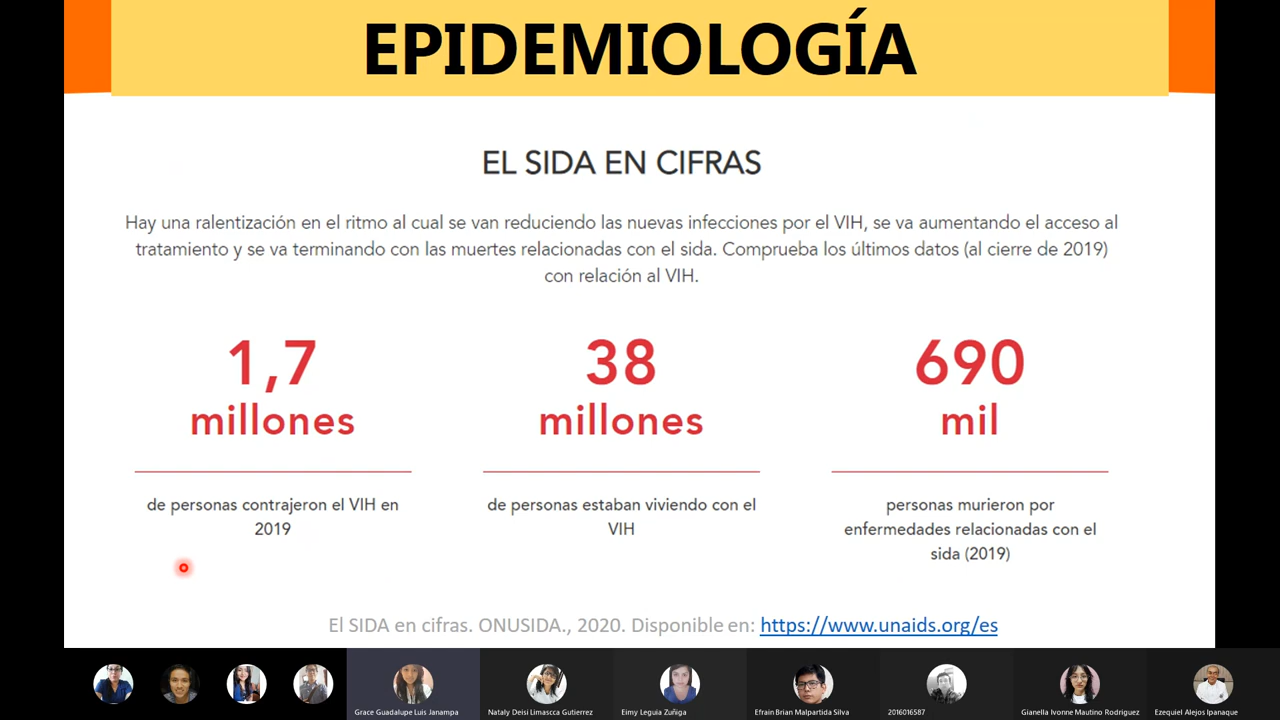 EPIDEMIOLOGÍA
EL SIDA EN CIFRAS
Hay una ralentización en el ritmo al cual se van reduciendo las nuevas infecciones por el VIH, se va aumentando el acceso al
tratamiento y se va terminando con las muertes relacionadas con el sida. Comprueba los últimos datos (al cierre de 2019)
con relación al VIH.
1,7
millones
de personas contrajeron el VIH en
2019
38
millones
de personas estaban viviendo con el
VIH
690
mil
personas murieron por
enfermedades relacionadas con el
sida (2019)
El SIDA en cifras. ONUSIDA., 2020. Disponible en: https://www.unaids.org/es
Grace Guadalupe Luis Janampa
Nataly Deisi Limascca Gutierrez
Eimy Leguia Zuñiga
Efrain Brian Malpartida Silva
2016016587
Gianella Ivonne Mautino Rodriguez
Ezequiel Alejos Ipanaque